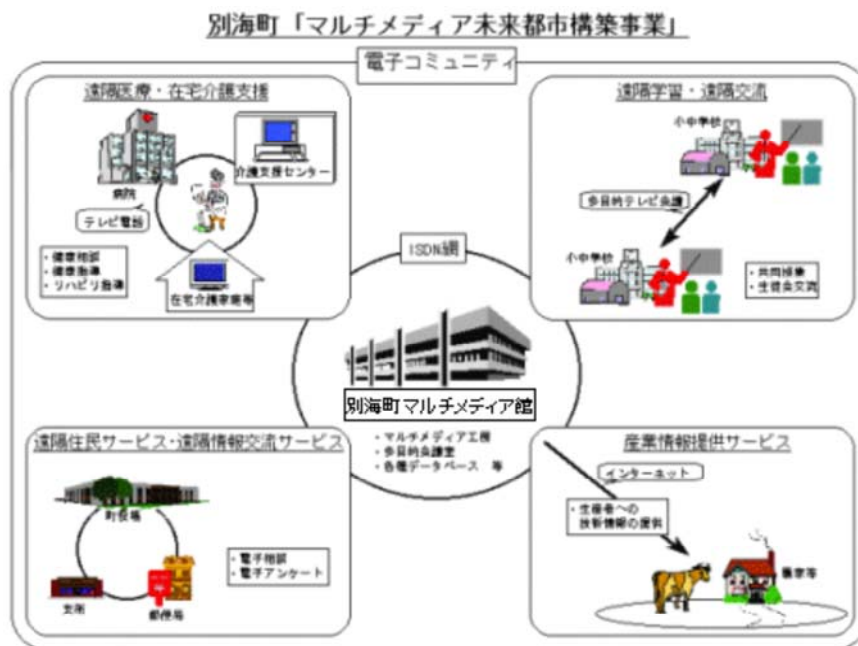 別海町「マルチメディア未来都市構築事業」
電子コミュニティ
遠隔医療・在宅介護支援
病院
介護支援センター
テレビ電話
・健康相談
・健康指導
・リハビリ指導
在宅介護家庭等
遠隔学習・遠隔交流
小中学校
多目的テレビ会議
小中学校
・共同授業
・生徒会交流
ISDN網
別海町マルチメディア館
・マルチメディア工房
・多目的会議室
・各種データベース 等
遠隔住民サービス・遠隔情報交流サービス
町役場
支所
郵便局
・電子相談
・電子アンケート
産業情報提供サービス
インターネット
・生産者への
技術情報の提供
農家等